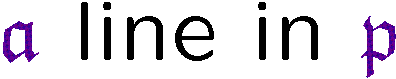 𝔞 line in 𝔭